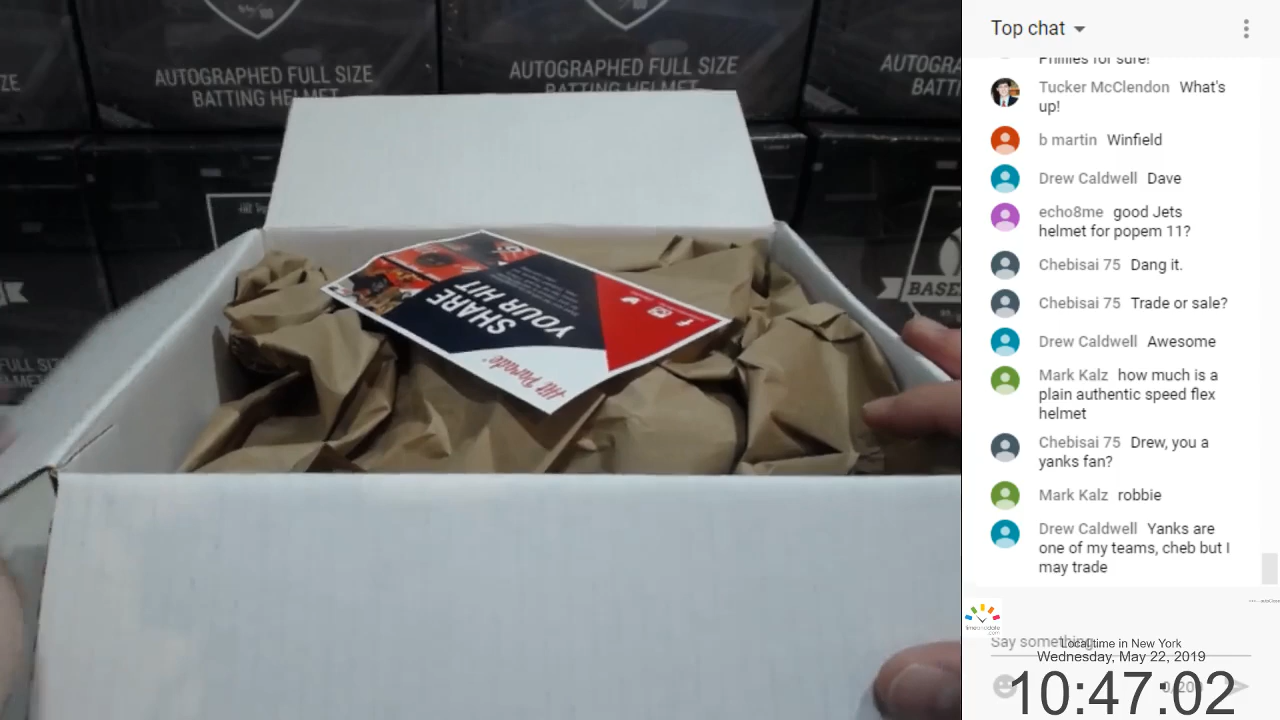 AUTOGRAPHED FULL SIZE
BATTING HELMET
AUTOGRAPHED FULL SIZE
BATTING HELMET
SHARE
YOUR HIT
Hit Parade
BASE
Top chat
Phillies for sure!
Tucker McClendon What's
up!
b martin Winfield
Drew Caldwell Dave
echo8me good Jets
helmet for popem 11?
Chebisai 75 Dang it.
Chebisai 75 Trade or sale?
Drew Caldwell Awesome
Mark Kalz how much is a
plain authentic speed flex
helmet
Chebisai 75 Drew, you a
yanks fan?
Mark Kalz robbie
Drew Caldwell Yanks are
one of my teams, cheb but I
may trade
Say something...
Local time in New York
Wednesday, May 22, 2019
0/200
10:47:02